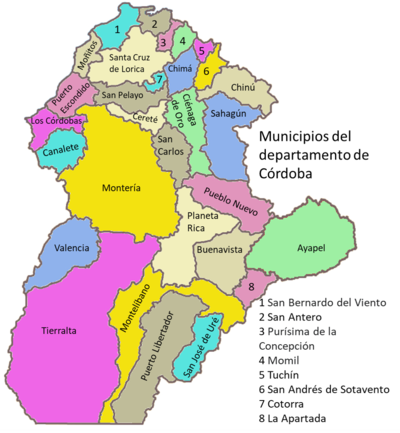 1
2
3
4
5
6
Moñitos
Santa Cruz
de Lorica
Chimá
7
Chinú
Puerto
Escondido
San Pelayo
Ciénaga
de Oro
Sahagún
Los Córdobas
Cereté
Canalete
San
Carlos
Municipios del
departamento de
Córdoba
Montería
Pueblo Nuevo
Planeta
Rica
Valencia
Buenavista
Ayapel
8
Montelíbano
Tierralta
Puerto Libertador
San José de Uré
1 San Bernardo del Viento
2 San Antero
3 Purísima de la
Concepción
4 Momil
5 Tuchín
6 San Andrés de Sotavento
7 Cotorra
8 La Apartada